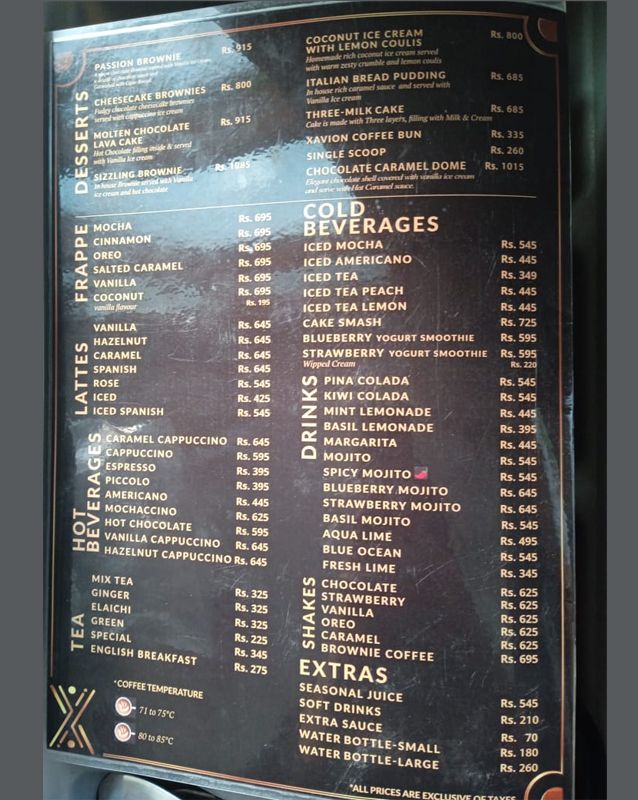 DESSERTS
PASSION BROWNIE Rs. 915
CHEESECAKE BROWNIES Rs. 800
Fudgy chocolate cheesecake brownies
served with cappuccino ice cream
MOLTEN CHOCOLATE Rs. 915
LAVA CAKE
Hot Chocolate filling inside & served
with Vanilla Ice cream
SIZZLING BROWNIE Rs. 1085
In house Brownie served with Vanilla
ice cream and hot chocolate
COCONUT ICE CREAM Rs. 800
WITH LEMON COULIS
Homemade rich coconut ice cream served
with warm zesty crumble and lemon coulis
ITALIAN BREAD PUDDING Rs. 685
In house rich caramel sauce and served with
Vanilla Ice cream
THREE-MILK CAKE Rs. 685
Cake is made with Three layers, filling with Milk & Cream
XAVION COFFEE BUN Rs. 335
SINGLE SCOOP Rs. 260
CHOCOLATE CARAMEL DOME Rs. 1015
Elegant chocolate shell covered with vanilla ice cream
and serve with Hot Caramel sauce
FRAPPE
MOCHA Rs. 695
CINNAMON Rs. 695
OREO Rs. 695
SALTED CARAMEL Rs. 695
VANILLA Rs. 695
COCONUT Rs. 695
vanilla flavour Rs. 195
LATTES
VANILLA Rs. 645
HAZELNUT Rs. 645
CARAMEL Rs. 645
SPANISH Rs. 645
ROSE Rs. 545
ICED Rs. 425
ICED SPANISH Rs. 545
HOT
BEVERAGES
CARAMEL CAPPUCCINO Rs. 645
CAPPUCCINO Rs. 595
ESPRESSO Rs. 395
PICCOLO Rs. 395
AMERICANO Rs. 445
MOCHACCINO Rs. 625
HOT CHOCOLATE Rs. 595
VANILLA CAPPUCCINO Rs. 645
HAZELNUT CAPPUCCINO Rs. 645
TEA
MIX TEA Rs. 325
GINGER Rs. 325
ELAICHI Rs. 325
GREEN Rs. 225
SPECIAL Rs. 345
ENGLISH BREAKFAST Rs. 275
*COFFEE TEMPERATURE
71 to 75°C
80 to 85°C
COLD
BEVERAGES
ICED MOCHA Rs. 545
ICED AMERICANO Rs. 445
ICED TEA Rs. 349
ICED TEA PEACH Rs. 445
ICED TEA LEMON Rs. 445
CAKE SMASH Rs. 725
BLUEBERRY YOGURT SMOOTHIE Rs. 595
STRAWBERRY YOGURT SMOOTHIE Rs. 595
Wipped Cream Rs. 220
DRINKS
PINA COLADA Rs. 545
KIWI COLADA Rs. 545
MINT LEMONADE Rs. 445
BASIL LEMONADE Rs. 395
MARGARITA Rs. 445
MOJITO Rs. 545
SPICY MOJITO Rs. 545
BLUEBERRY MOJITO Rs. 645
STRAWBERRY MOJITO Rs. 645
BASIL MOJITO Rs. 545
AQUA LIME Rs. 495
BLUE OCEAN Rs. 545
FRESH LIME Rs. 345
SHAKES
CHOCOLATE Rs. 625
STRAWBERRY Rs. 625
VANILLA Rs. 625
OREO Rs. 625
CARAMEL Rs. 625
BROWNIE COFFEE Rs. 695
EXTRAS
SEASONAL JUICE Rs. 545
SOFT DRINKS Rs. 210
EXTRA SAUCE Rs. 70
WATER BOTTLE-SMALL Rs. 180
WATER BOTTLE-LARGE Rs. 260
*ALL PRICES ARE EXCLUSIVE OF TAXES